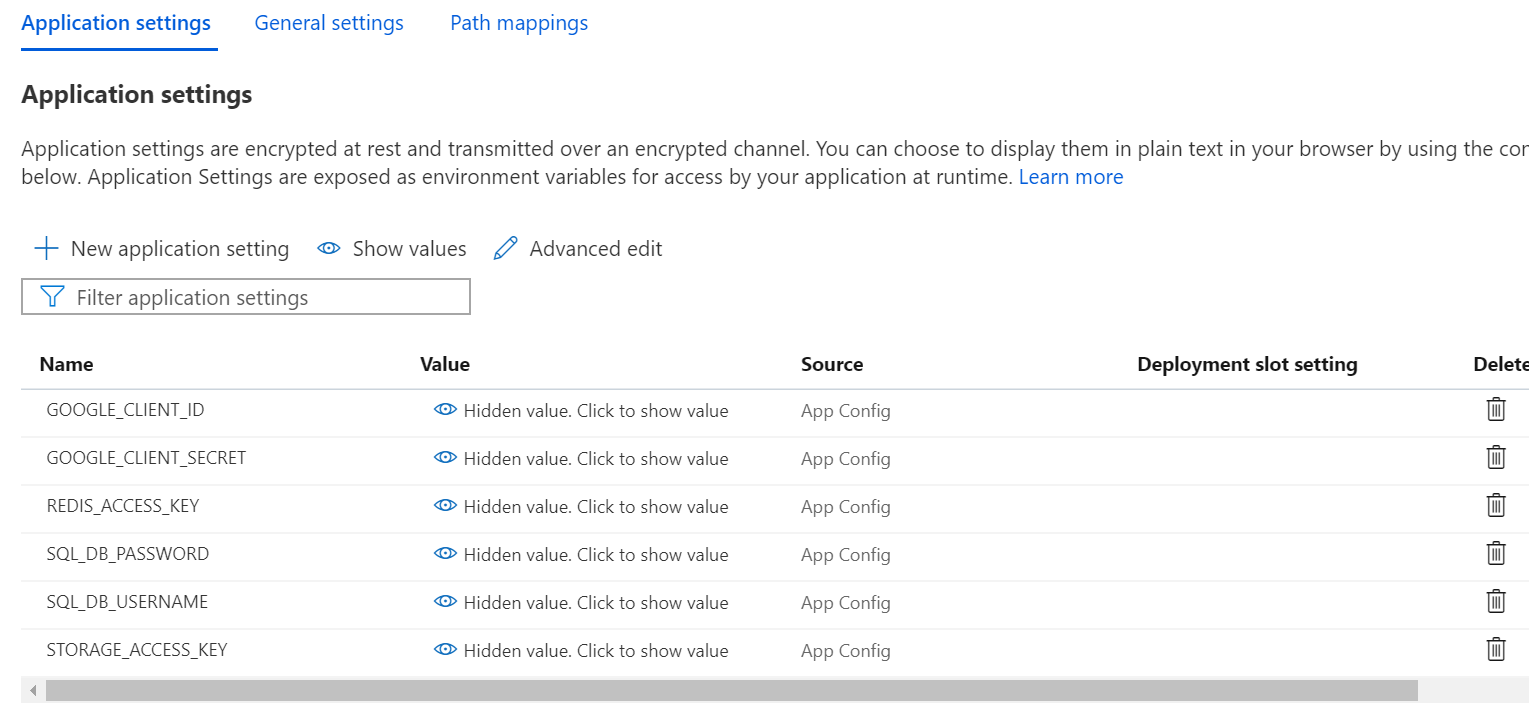 Application settings General settings Path mappings
Application settings
Application settings are encrypted at rest and transmitted over an encrypted channel. You can choose to display them in plain text in your browser by using the
below. Application Settings are exposed as environment variables for access by your application at runtime. Learn more
New application setting Show values Advanced edit
Filter application settings
Name Value Source Deployment slot setting Delete
GOOGLE_CLIENT_ID Hidden value. Click to show value App Config
GOOGLE_CLIENT_SECRET Hidden value. Click to show value App Config
REDIS_ACCESS_KEY Hidden value. Click to show value App Config
SQL_DB_PASSWORD Hidden value. Click to show value App Config
SQL_DB_USERNAME Hidden value. Click to show value App Config
STORAGE_ACCESS_KEY Hidden value. Click to show value App Config